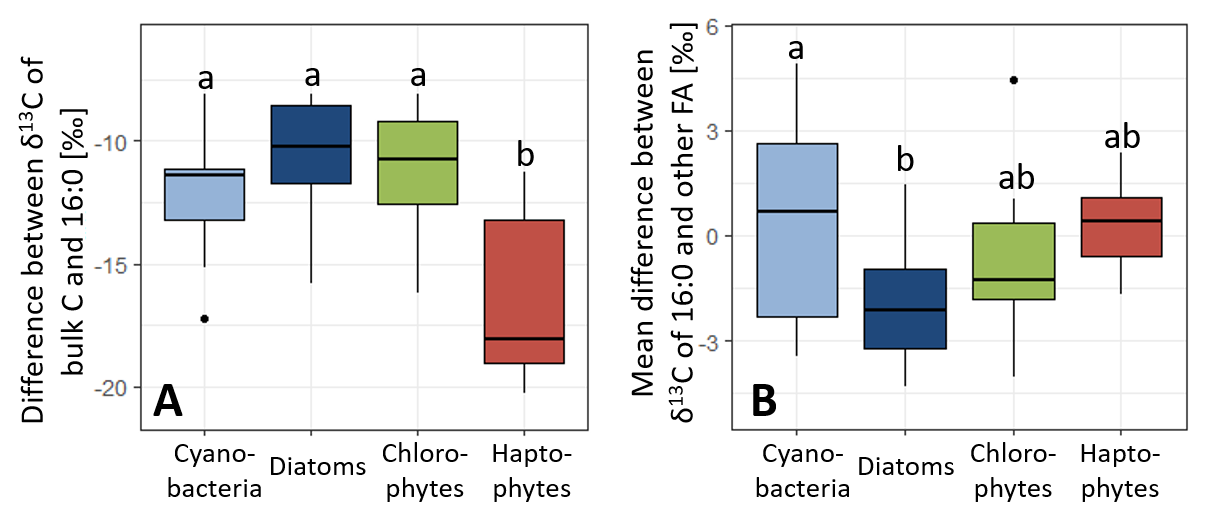 Difference between δ¹³C of
bulk C and 16:0 [‰]
-10
-15
-20
a
a
a
b
A
Cyano-
bacteria
Diatoms
Chloro-
phytes
Hapto-
phytes
Mean difference between
δ¹³C of 16:0 and other FA [‰]
6
3
0
-3
a
b
ab
ab
B
Cyano-
bacteria
Diatoms
Chloro-
phytes
Hapto-
phytes